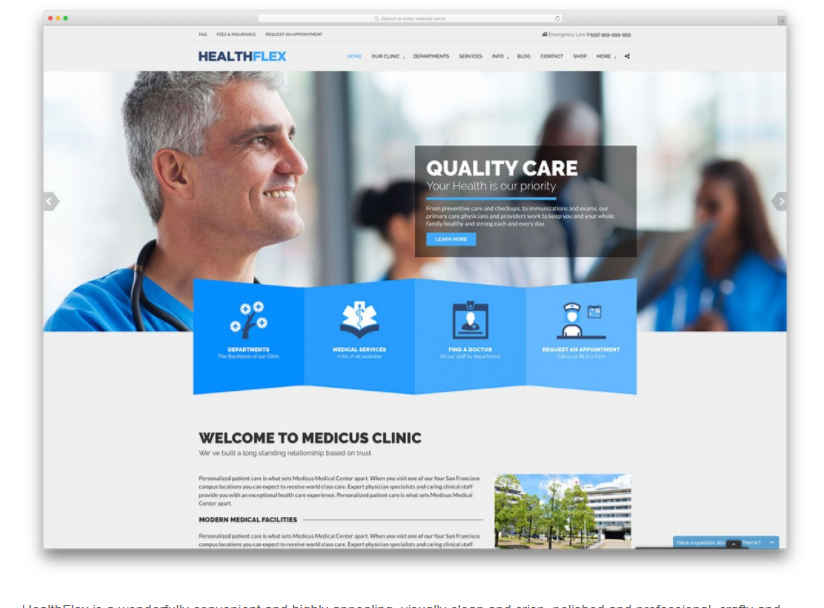 Search or enter website name
FAQ FEES & INSURANCE REQUEST AN APPOINTMENT
Emergency Line (+555) 959-595-959
HEALTHFLEX
HOME OUR CLINIC DEPARTMENTS SERVICES INFO BLOG CONTACT SHOP MORE
QUALITY CARE
Your Health is our priority
From preventive care and checkups, to immunizations and exams, our
primary care physicians and providers work to keep you and your whole
family healthy and strong each and every day.
LEARN MORE
DEPARTMENTS
The Backbone of our Clinic
MEDICAL SERVICES
A list of all available
FIND A DOCTOR
All our staff by department
REQUEST AN APPOINTMENT
Call us or fill in a form
WELCOME TO MEDICUS CLINIC
We' ve built a long standing relationship based on trust
Personalized patient care is what sets Medicus Medical Center apart. When you visit one of our four San Francisco
campus locations you can expect to receive world class care. Expert physician specialists and caring clinical staff
provide you with an exceptional health care experience. Personalized patient care is what sets Medicus Medical
Center apart.
MODERN MEDICAL FACILITIES
Personalized patient care is what sets Medicus Medical Center apart. When you visit one of our four San Francisco
campus locations you can expect to receive world class care. Expert physician specialists and caring clinical staff
Have a question Theme?
HealthFlex is a wonderfully convenient and highly appealing, visually clean and crisp, polished and professional, crafty and